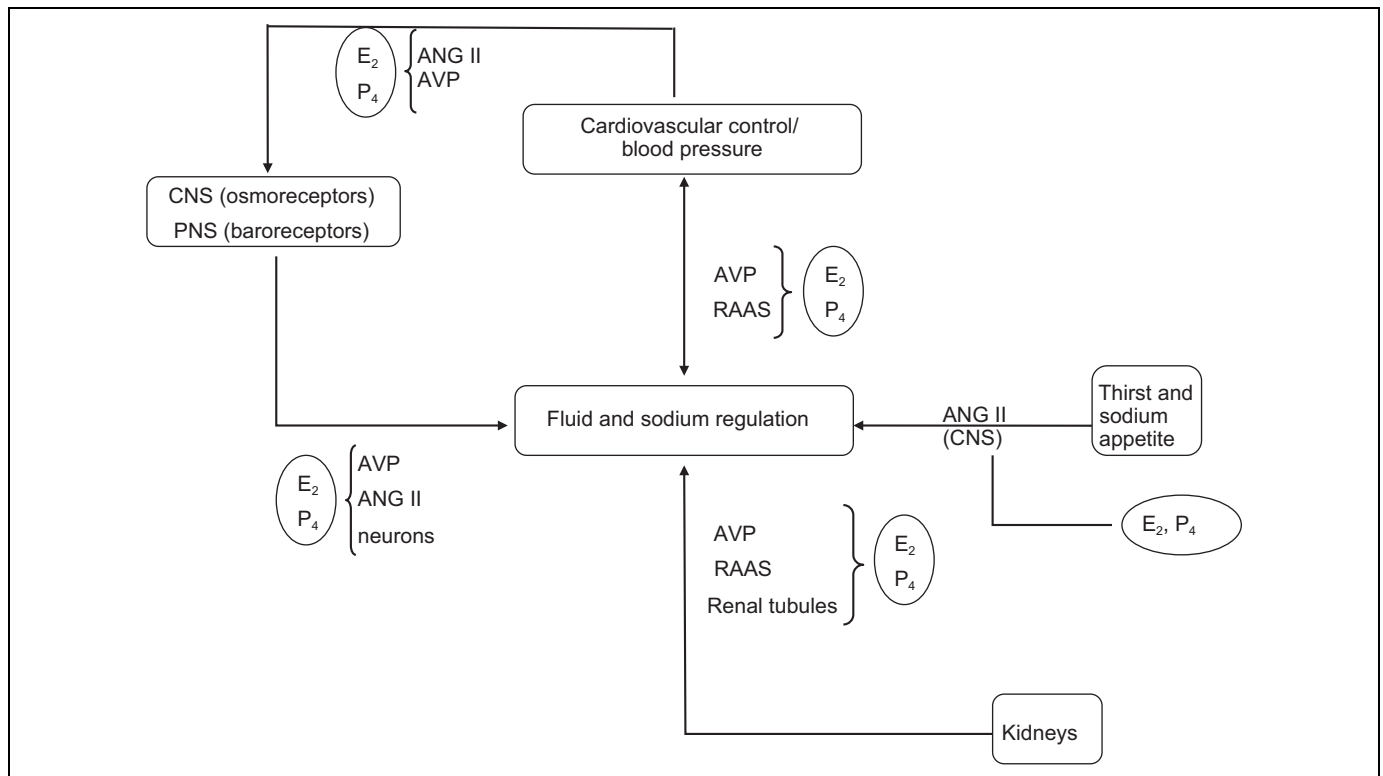 E₂
P₄
ANG II
AVP
Cardiovascular control/
blood pressure
CNS (osmoreceptors)
PNS (baroreceptors)
AVP
RAAS
E₂
P₄
Fluid and sodium regulation
ANG II
(CNS)
Thirst and
sodium
appetite
E₂
P₄
AVP
ANG II
neurons
AVP
RAAS
Renal tubules
E₂
P₄
E₂, P₄
Kidneys